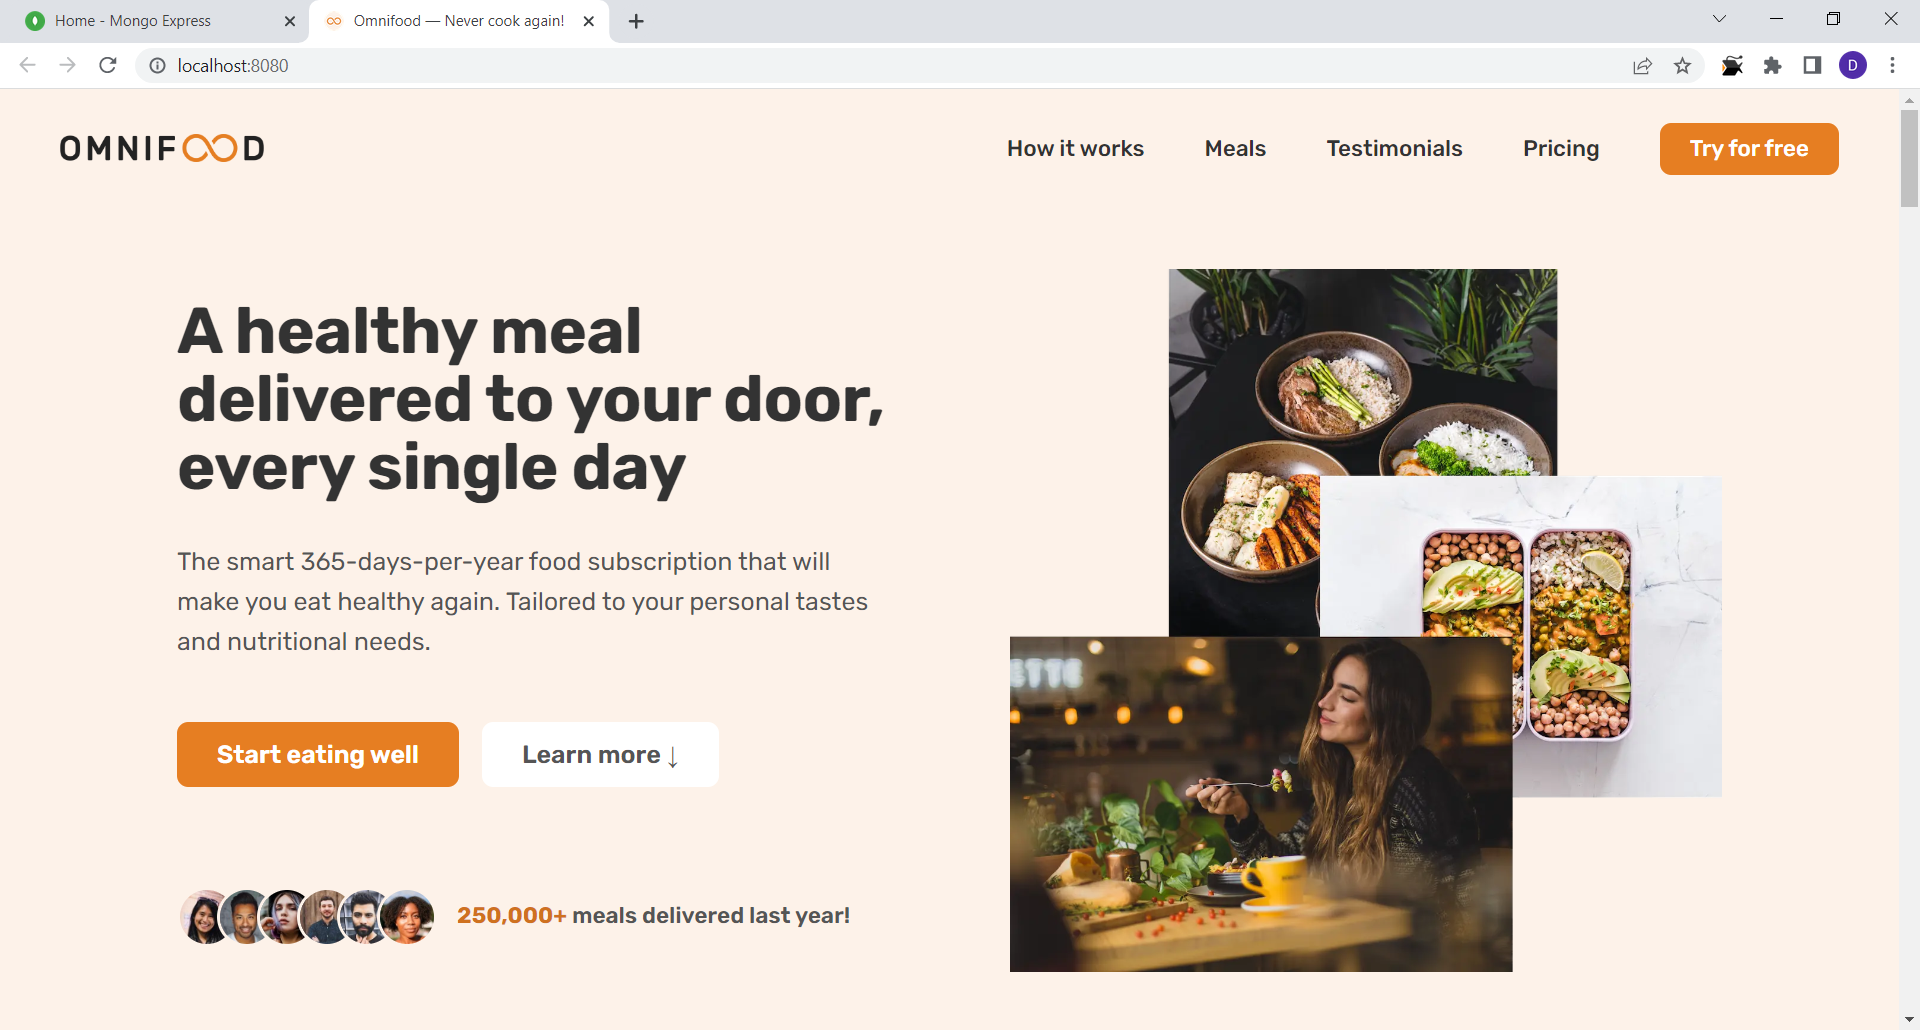 Home - Mongo Express
Omnifood — Never cook again!
localhost:8080
D
OMNIFOOD
How it works
Meals
Testimonials
Pricing
Try for free
A healthy meal
delivered to your door,
every single day
The smart 365-days-per-year food subscription that will
make you eat healthy again. Tailored to your personal tastes
and nutritional needs.
Start eating well
Learn more ↓
ETTE
250,000+ meals delivered last year!